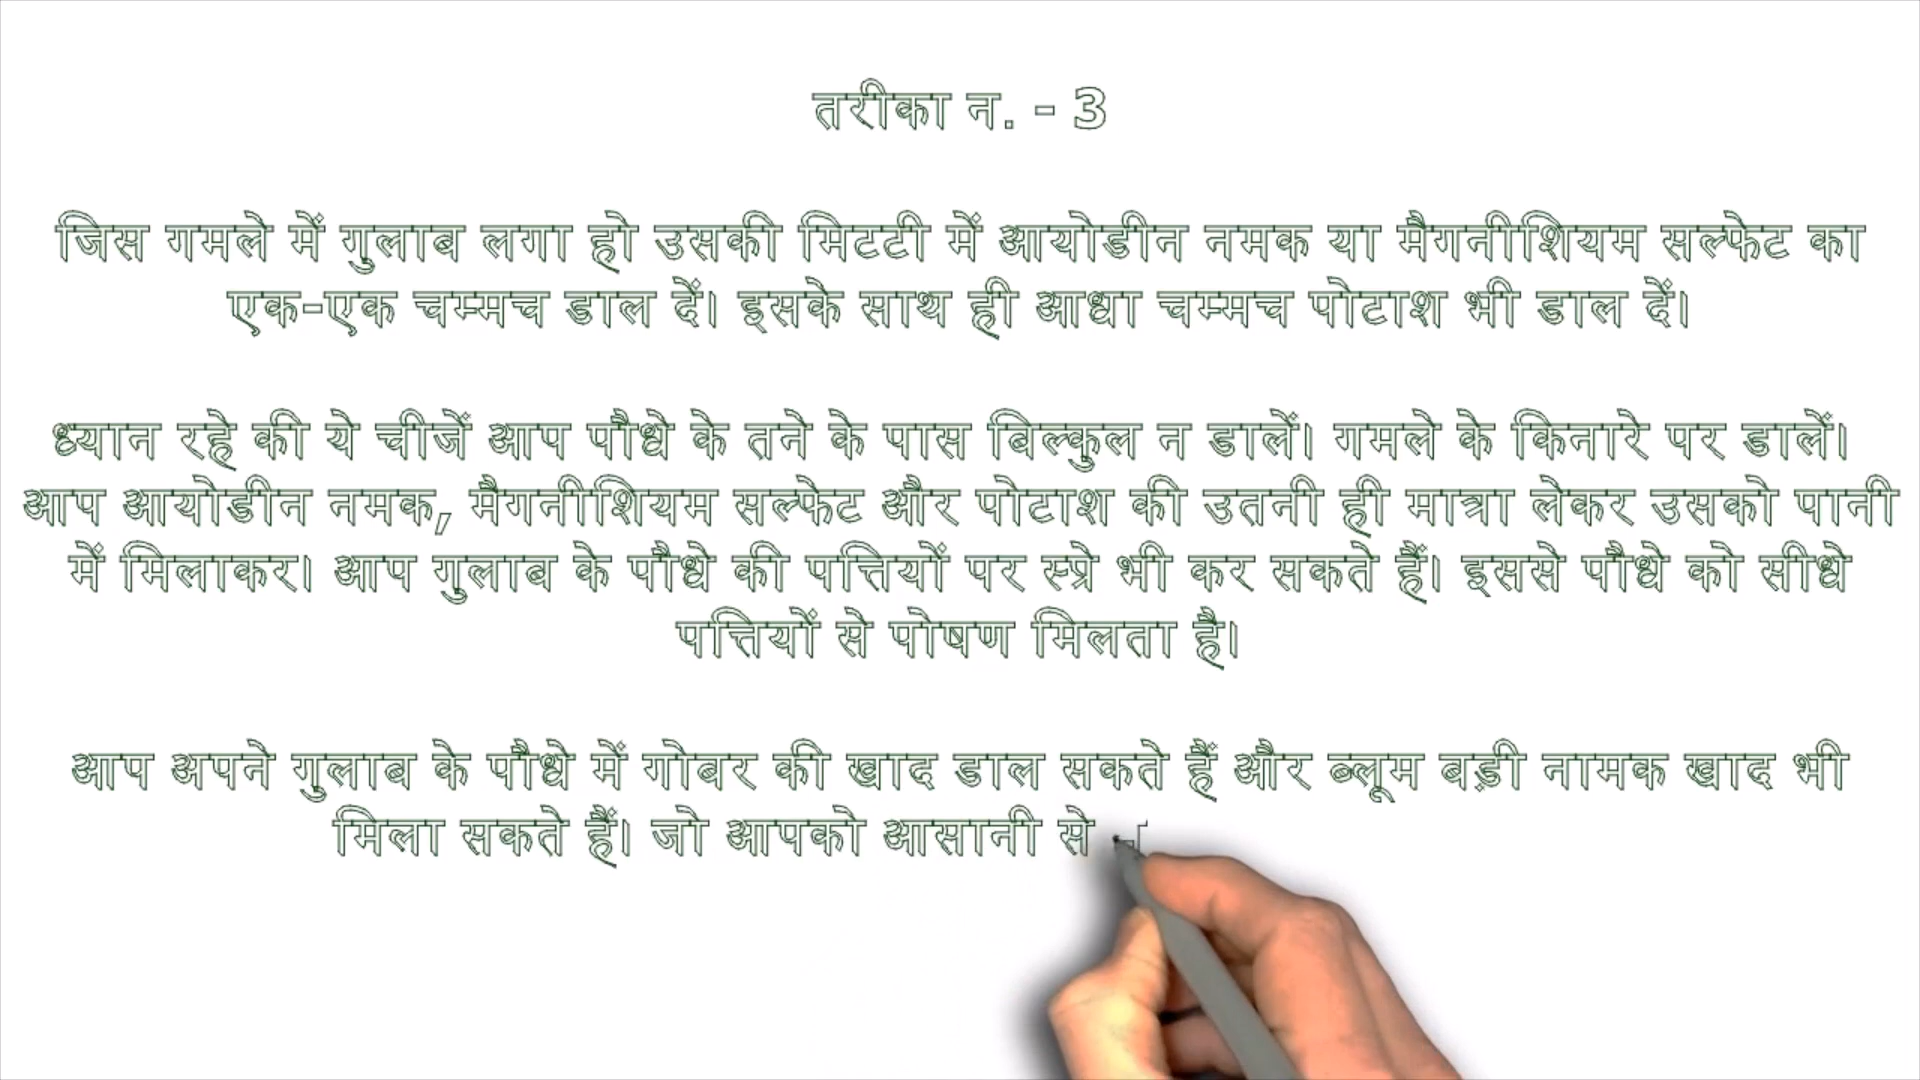 तरीका न. - 3
जिस गमले में गुलाब लगा हो उसकी मिटटी में आयोडीन नमक या मैगनीशियम सल्फेट का
एक-एक चम्मच डाल दें। इसके साथ ही आधा चम्मच पोटाश भी डाल दें।
ध्यान रहे की ये चीजें आप पौधे के तने के पास बिल्कुल न डालें। गमले के किनारे पर डालें।
आप आयोडीन नमक, मैगनीशियम सल्फेट और पोटाश की उतनी ही मात्रा लेकर उसको पानी
में मिलाकर। आप गुलाब के पौधे की पत्तियों पर स्प्रे भी कर सकते हैं। इससे पौधे को सीधे
पत्तियों से पोषण मिलता है।
आप अपने गुलाब के पौधे में गोबर की खाद डाल सकते हैं और ब्लूम बड़ी नामक खाद भी
मिला सकते हैं। जो आपको आसानी से